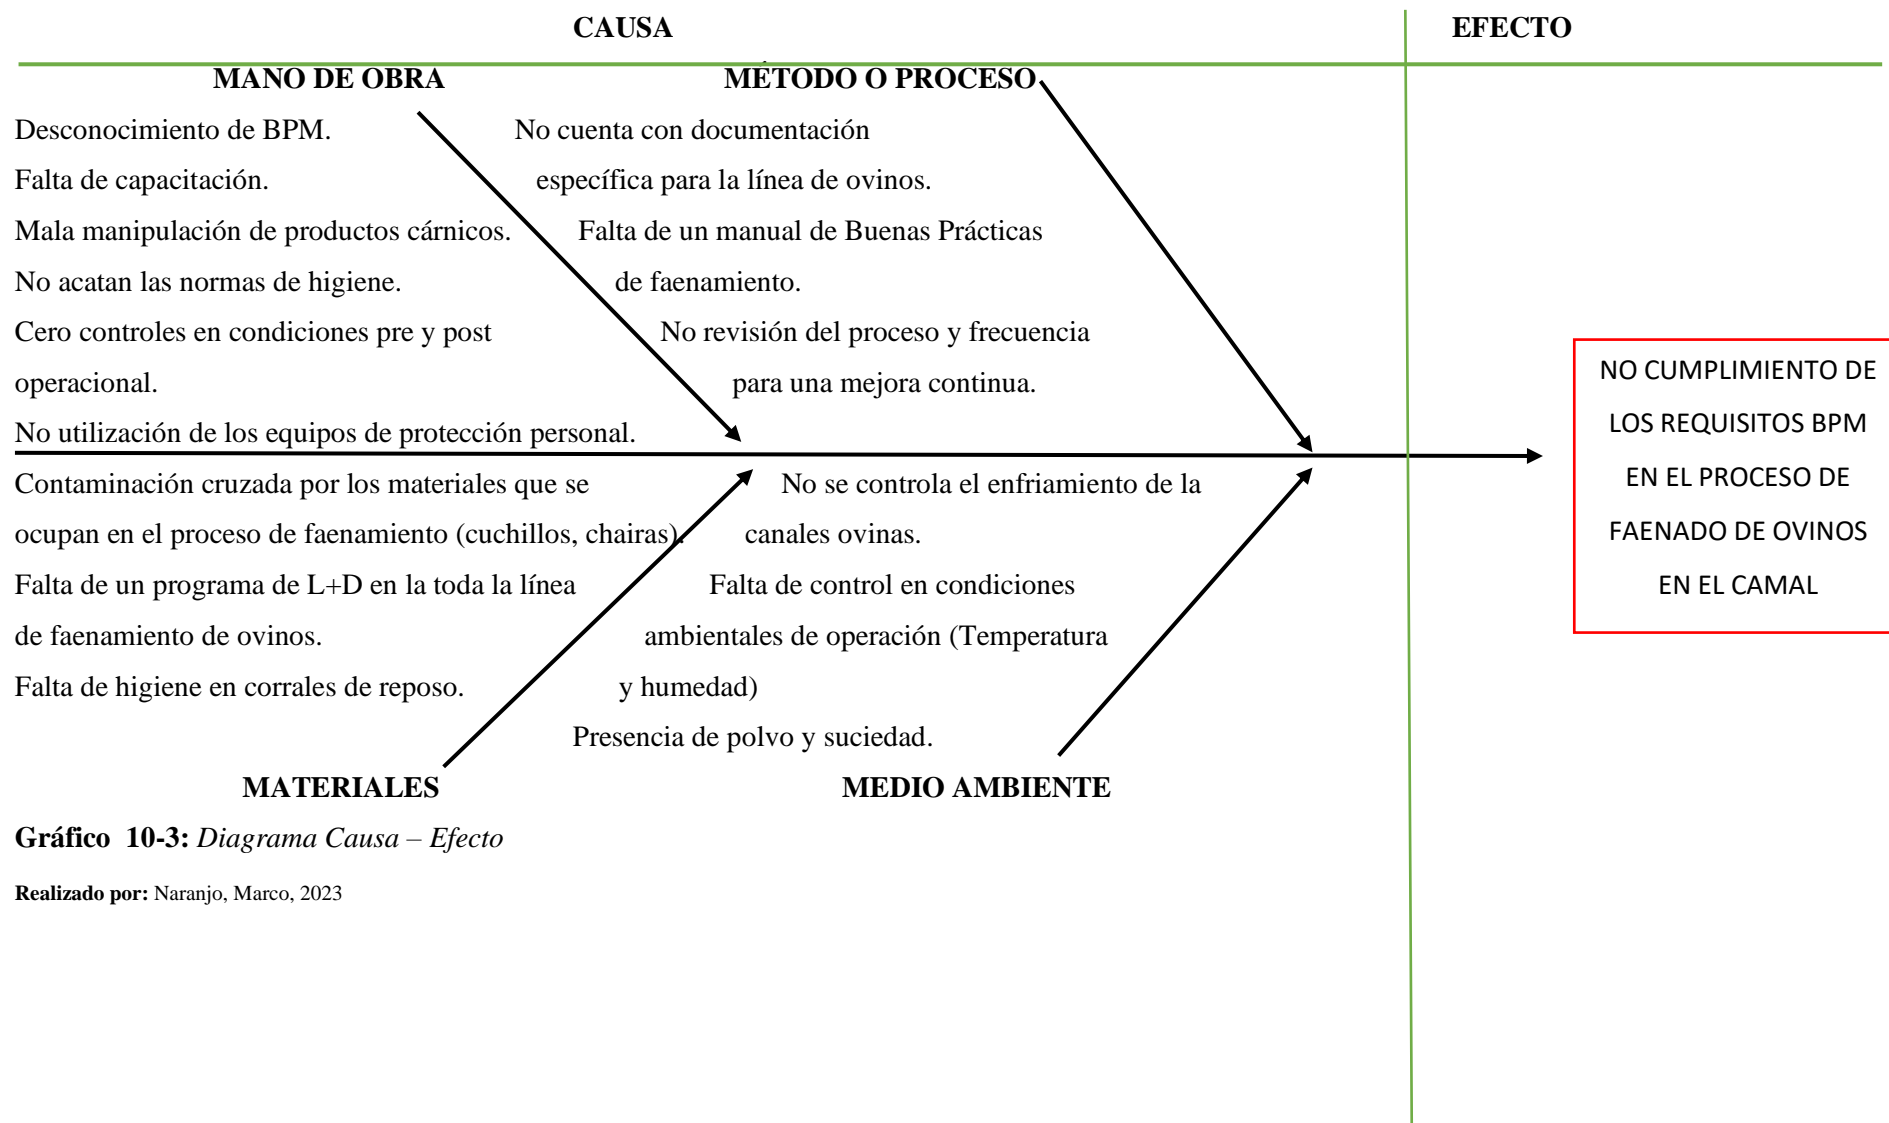 CAUSA
EFECTO
MANO DE OBRA
Desconocimiento de BPM.
Falta de capacitación.
Mala manipulación de productos cárnicos.
No acatan las normas de higiene.
Cero controles en condiciones pre y post
operacional.
No utilización de los equipos de protección personal.
MÉTODO O PROCESO
No cuenta con documentación
específica para la línea de ovinos.
Falta de un manual de Buenas Prácticas
de faenamiento.
No revisión del proceso y frecuencia
para una mejora continua.
Contaminación cruzada por los materiales que se
ocupan en el proceso de faenamiento (cuchillos, chairas).
Falta de un programa de L+D en la toda la línea
de faenamiento de ovinos.
Falta de higiene en corrales de reposo.
MATERIALES
No se controla el enfriamiento de la
canales ovinas.
Falta de control en condiciones
ambientales de operación (Temperatura
y humedad)
Presencia de polvo y suciedad.
MEDIO AMBIENTE
NO CUMPLIMIENTO DE
LOS REQUISITOS BPM
EN EL PROCESO DE
FAENADO DE OVINOS
EN EL CAMAL
Gráfico 10-3: Diagrama Causa – Efecto
Realizado por: Naranjo, Marco, 2023